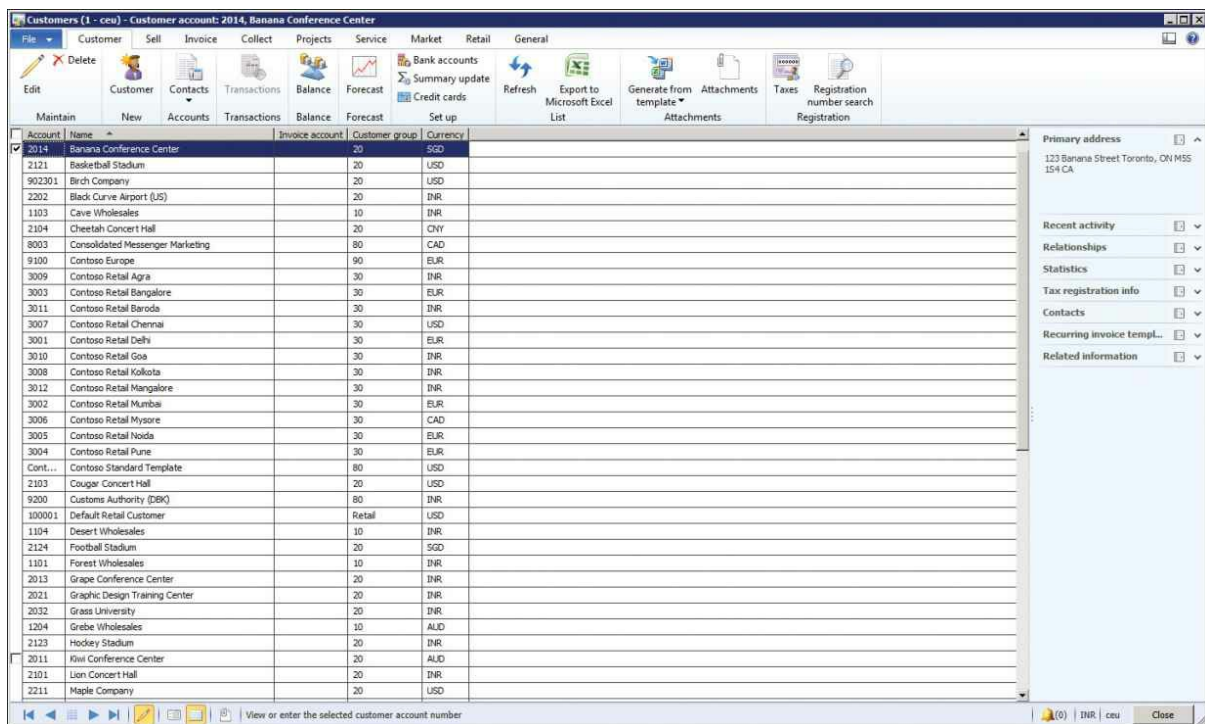 Customers (1 - ceu) - Customer account: 2014, Banana Conference Center
File Customer Sell Invoice Collect Projects Service Market Retail General
Edit
Delete
Maintain
Customer
New
Contacts
Accounts
Transactions
Transactions
Balance
Balance
Forecast
Forecast
Bank accounts
Summary update
Credit cards
Set up
Refresh
Export to
Microsoft Excel
List
Generate from
template
Attachments
Attachments
Taxes
Registration
number search
Registration
Account Name Invoice account Customer group Currency
2014 Banana Conference Center 20 SGD
2121 Basketball Stadium 20 USD
902301 Birch Company 20 USD
2202 Black Curve Airport (US) 20 INR
1103 Cave Wholesales 10 INR
2104 Cheetah Concert Hall 20 CNY
8003 Consolidated Messenger Marketing 80 CAD
9100 Contoso Europe 90 EUR
3009 Contoso Retail Agra 30 INR
3003 Contoso Retail Bangalore 30 EUR
3011 Contoso Retail Baroda 30 INR
3007 Contoso Retail Chennai 30 USD
3001 Contoso Retail Delhi 30 EUR
3010 Contoso Retail Goa 30 INR
3008 Contoso Retail Kolkota 30 INR
3012 Contoso Retail Mangalore 30 INR
3002 Contoso Retail Mumbai 30 EUR
3006 Contoso Retail Mysore 30 CAD
3005 Contoso Retail Noida 30 EUR
3004 Contoso Retail Pune 30 EUR
Cont... Contoso Standard Template 80 USD
2103 Cougar Concert Hall 20 USD
9200 Customs Authority (DBK) 80 INR
100001 Default Retail Customer Retail USD
1104 Desert Wholesales 10 INR
2124 Football Stadium 20 SGD
1101 Forest Wholesales 10 INR
2013 Grape Conference Center 20 INR
2021 Graphic Design Training Center 20 INR
2032 Grass University 20 INR
1204 Grebe Wholesales 10 AUD
2123 Hockey Stadium 20 INR
2011 Kiwi Conference Center 20 AUD
2101 Lion Concert Hall 20 INR
2211 Maple Company 20 USD
Primary address
123 Banana Street Toronto, ON M5S
1S4 CA
Recent activity
Relationships
Statistics
Tax registration info
Contacts
Recurring invoice templ...
Related information
View or enter the selected customer account number
(0) INR ceu Close